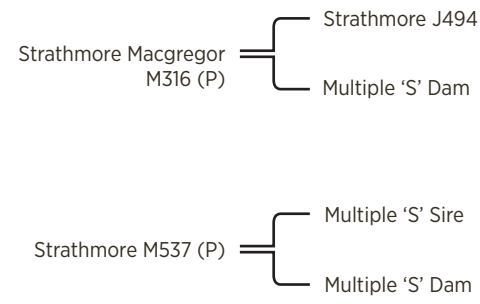 Strathmore J494
Strathmore Macgregor
M316 (P)
Multiple ‘S’ Dam
Multiple ‘S’ Sire
Strathmore M537 (P)
Multiple ‘S’ Dam